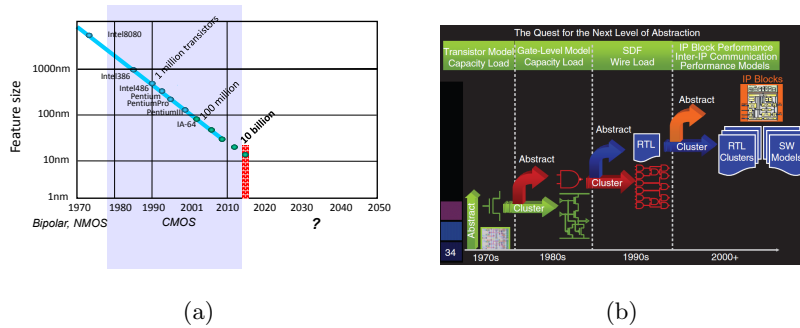 Feature size
1000nm
100nm
10nm
1nm
Intel8080
Intel386
Intel486
Pentium
PentiumPro
PentiumIII
IA-64
1 million transistors
100 million
10 billion
1970 1980 1990 2000 2010 2020 2030 2040 2050
Bipolar, NMOS CMOS ?
(a)
The Quest for the Next Level of Abstraction
Transistor Model
Capacity Load
Gate-Level Model
Capacity Load
SDF
Wire Load
IP Block Performance
Inter-IP Communication
Performance Models
IP Blocks
Abstract
Abstract
Abstract
Abstract
RTL
Cluster
Cluster
Cluster
RTL
Clusters
SW
Models
34
1970s 1980s 1990s 2000+
(b)